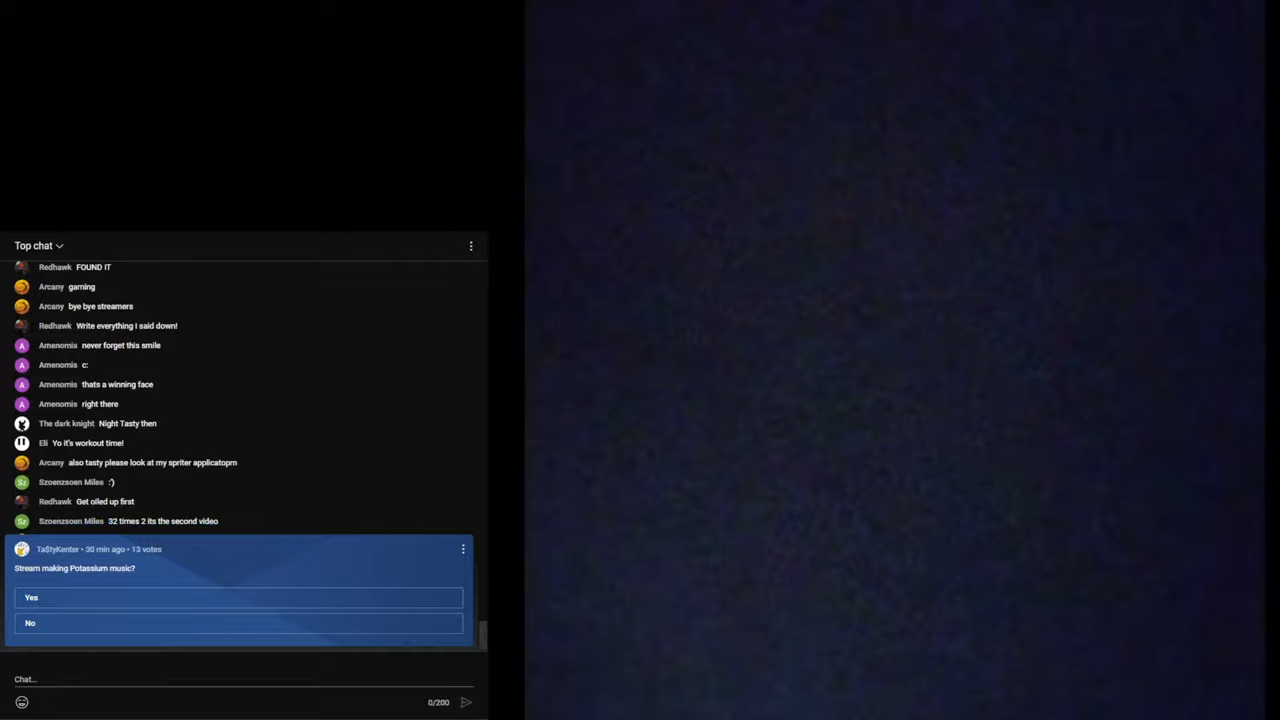 Top chat
Redhawk FOUND IT
Arcany gaming
Arcany bye bye streamers
Redhawk Write everything I said down!
A Amenomis never forget this smile
A Amenomis c:
A Amenomis thats a winning face
A Amenomis right there
The dark knight Night Tasty then
Eli Yo it's workout time!
Arcany also tasty please look at my spriter applicatoprn
Sz Szoenzsoen Miles :')
Redhawk Get oiled up first
Sz Szoenzsoen Miles 32 times 2 its the second video
Ta$tyKenter • 30 min ago • 13 votes
Stream making Potassium music?
Yes
No
Chat...
0/200